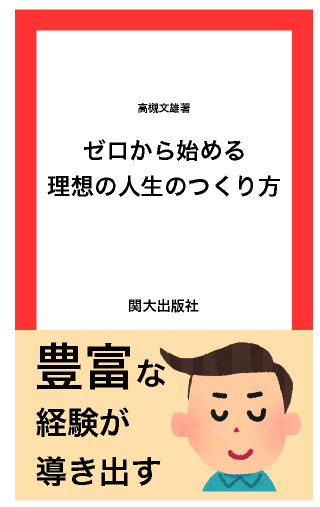 高槻文雄著
ゼロから始める
理想の人生のつくり方
関大出版社
豊富な
経験が
導き出す